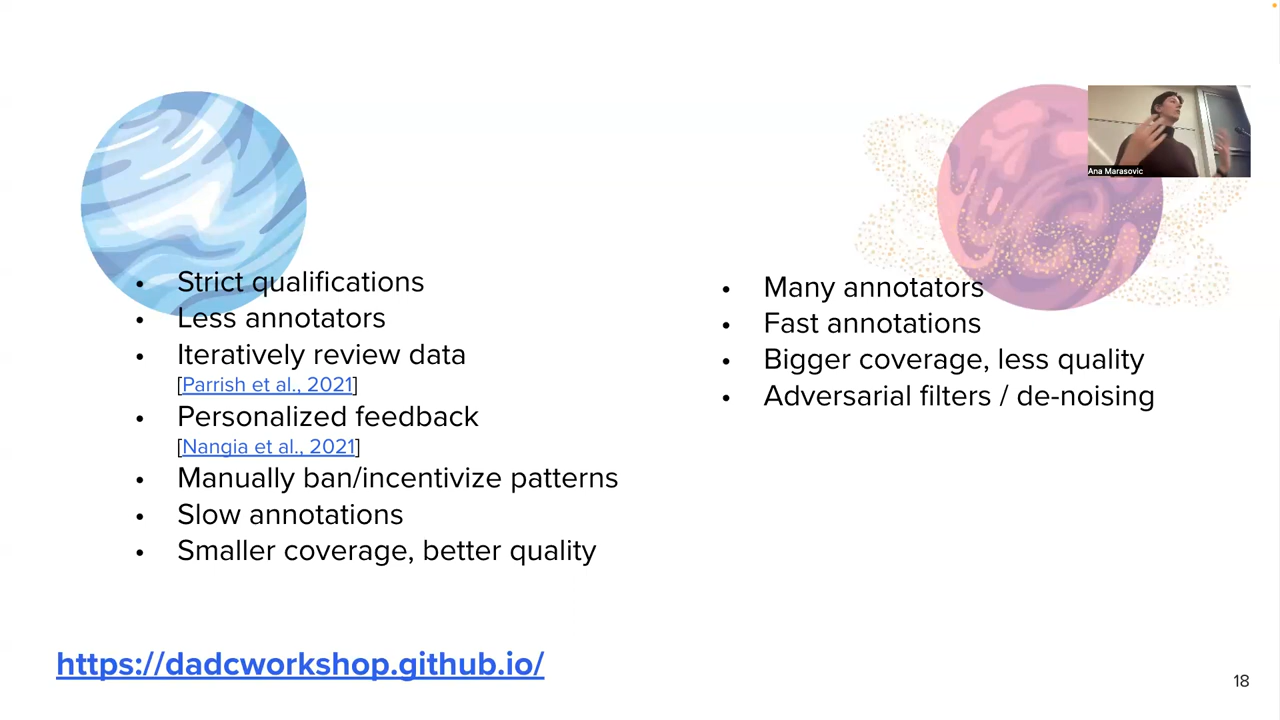 Ana Marasovic
• Strict qualifications
• Less annotators
• Iteratively review data
[Parrish et al., 2021]
• Personalized feedback
[Nangia et al., 2021]
• Manually ban/incentivize patterns
• Slow annotations
• Smaller coverage, better quality
• Many annotators
• Fast annotations
• Bigger coverage, less quality
• Adversarial filters / de-noising
https://dadcworkshop.github.io/
18